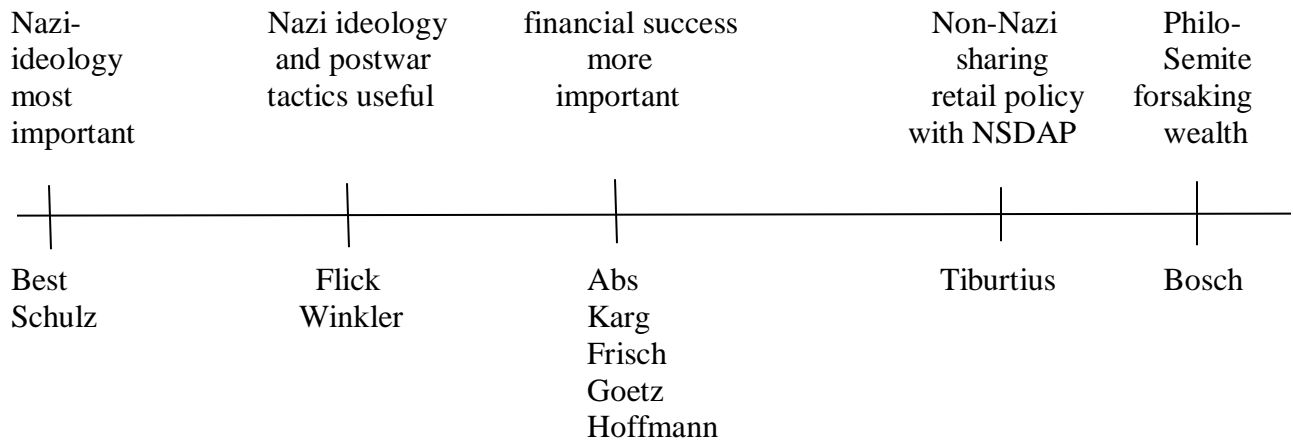 Nazi-
ideology
most
important
Nazi ideology
and postwar
tactics useful
financial success
more
important
Non-Nazi
sharing
retail policy
with NSDAP
Philo-
Semite
forsaking
wealth
Best
Schulz
Flick
Winkler
Abs
Karg
Frisch
Goetz
Hoffmann
Tiburtius
Bosch